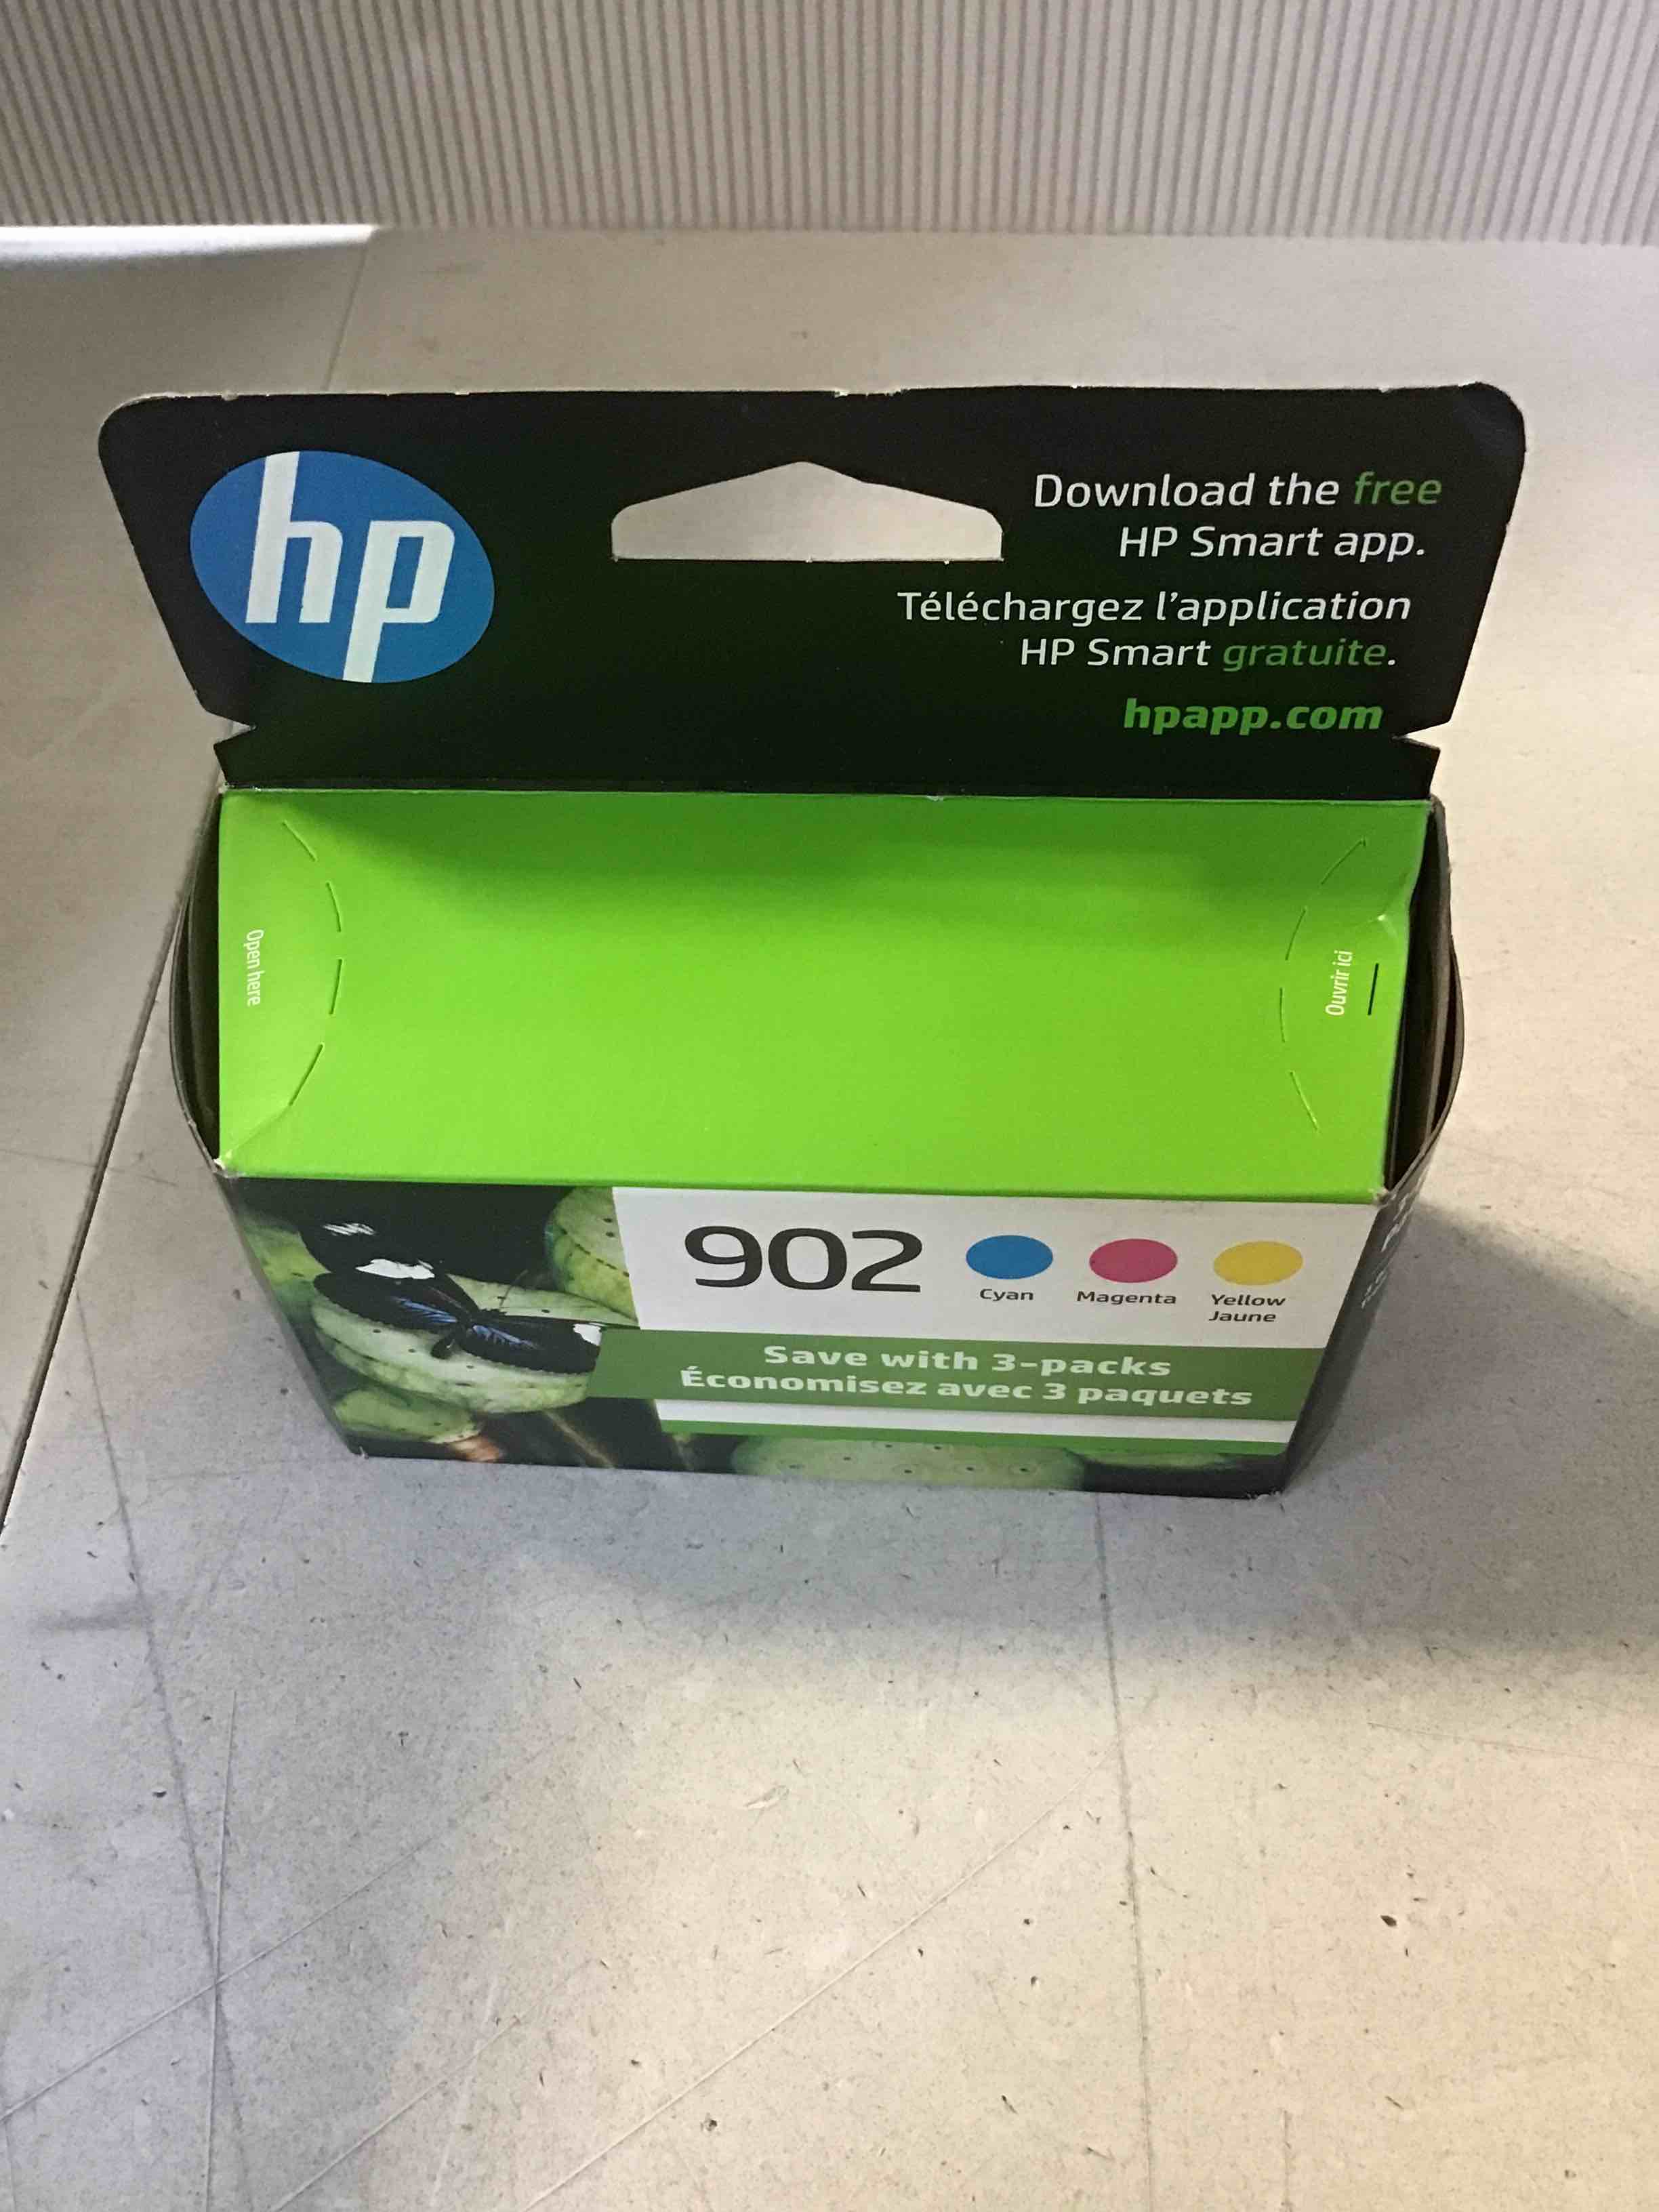 hp
Download the free
HP Smart app.
Téléchargez l'application
HP Smart gratuite.
hpapp.com
Open here
Ouvrir ici
902
Cyan
Magenta
Yellow
Jaune
Save with 3-packs
Économisez avec 3 paquets